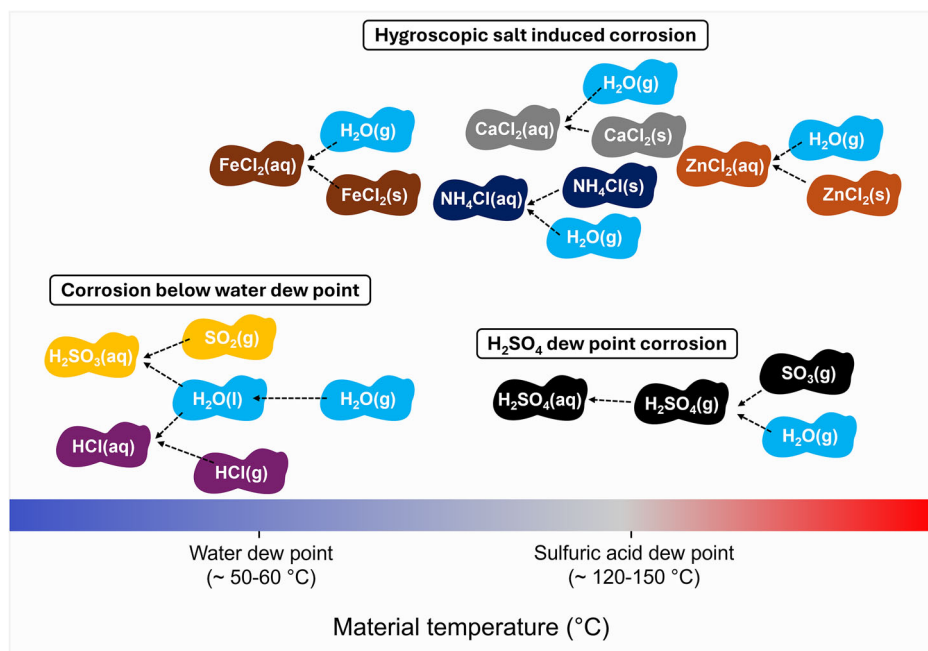 Hygroscopic salt induced corrosion
H₂O(g)
CaCl₂(aq)
CaCl₂(s)
H₂O(g)
FeCl₂(aq)
FeCl₂(s)
NH₄Cl(s)
NH₄Cl(aq)
H₂O(g)
H₂O(g)
ZnCl₂(aq)
ZnCl₂(s)
Corrosion below water dew point
SO₂(g)
H₂SO₃(aq)
H₂O(l)
H₂O(g)
HCl(aq)
HCl(g)
H₂SO₄ dew point corrosion
SO₃(g)
H₂SO₄(aq)
H₂SO₄(g)
H₂O(g)
Water dew point
(~ 50-60 °C)
Sulfuric acid dew point
(~ 120-150 °C)
Material temperature (°C)